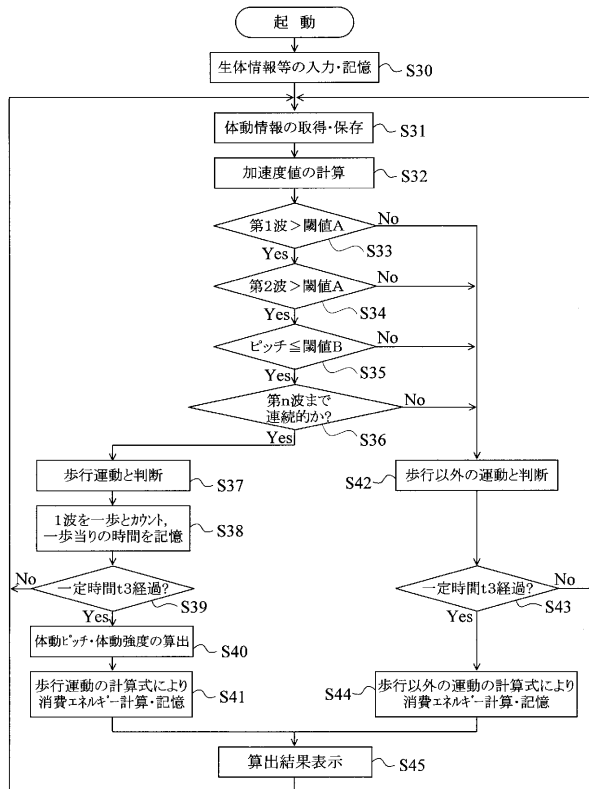 起 動
生体情報等の入力・記憶
S30
体動情報の取得・保存
S31
加速度値の計算
S32
第1波>閾値A
No
S33
Yes
第2波>閾値A
No
S34
Yes
ピッチ≦閾値B
No
S35
Yes
第n波まで
連続的か?
No
S36
Yes
歩行運動と判断
S37
歩行以外の運動と判断
S42
1波を一歩とカウント,
一歩当りの時間を記憶
S38
No
一定時間t3経過?
S39
Yes
一定時間t3経過?
No
S43
Yes
体動ピッチ・体動強度の算出
S40
歩行運動の計算式により
消費エネルギー計算・記憶
S41
歩行以外の運動の計算式により
消費エネルギー計算・記憶
S44
算出結果表示
S45